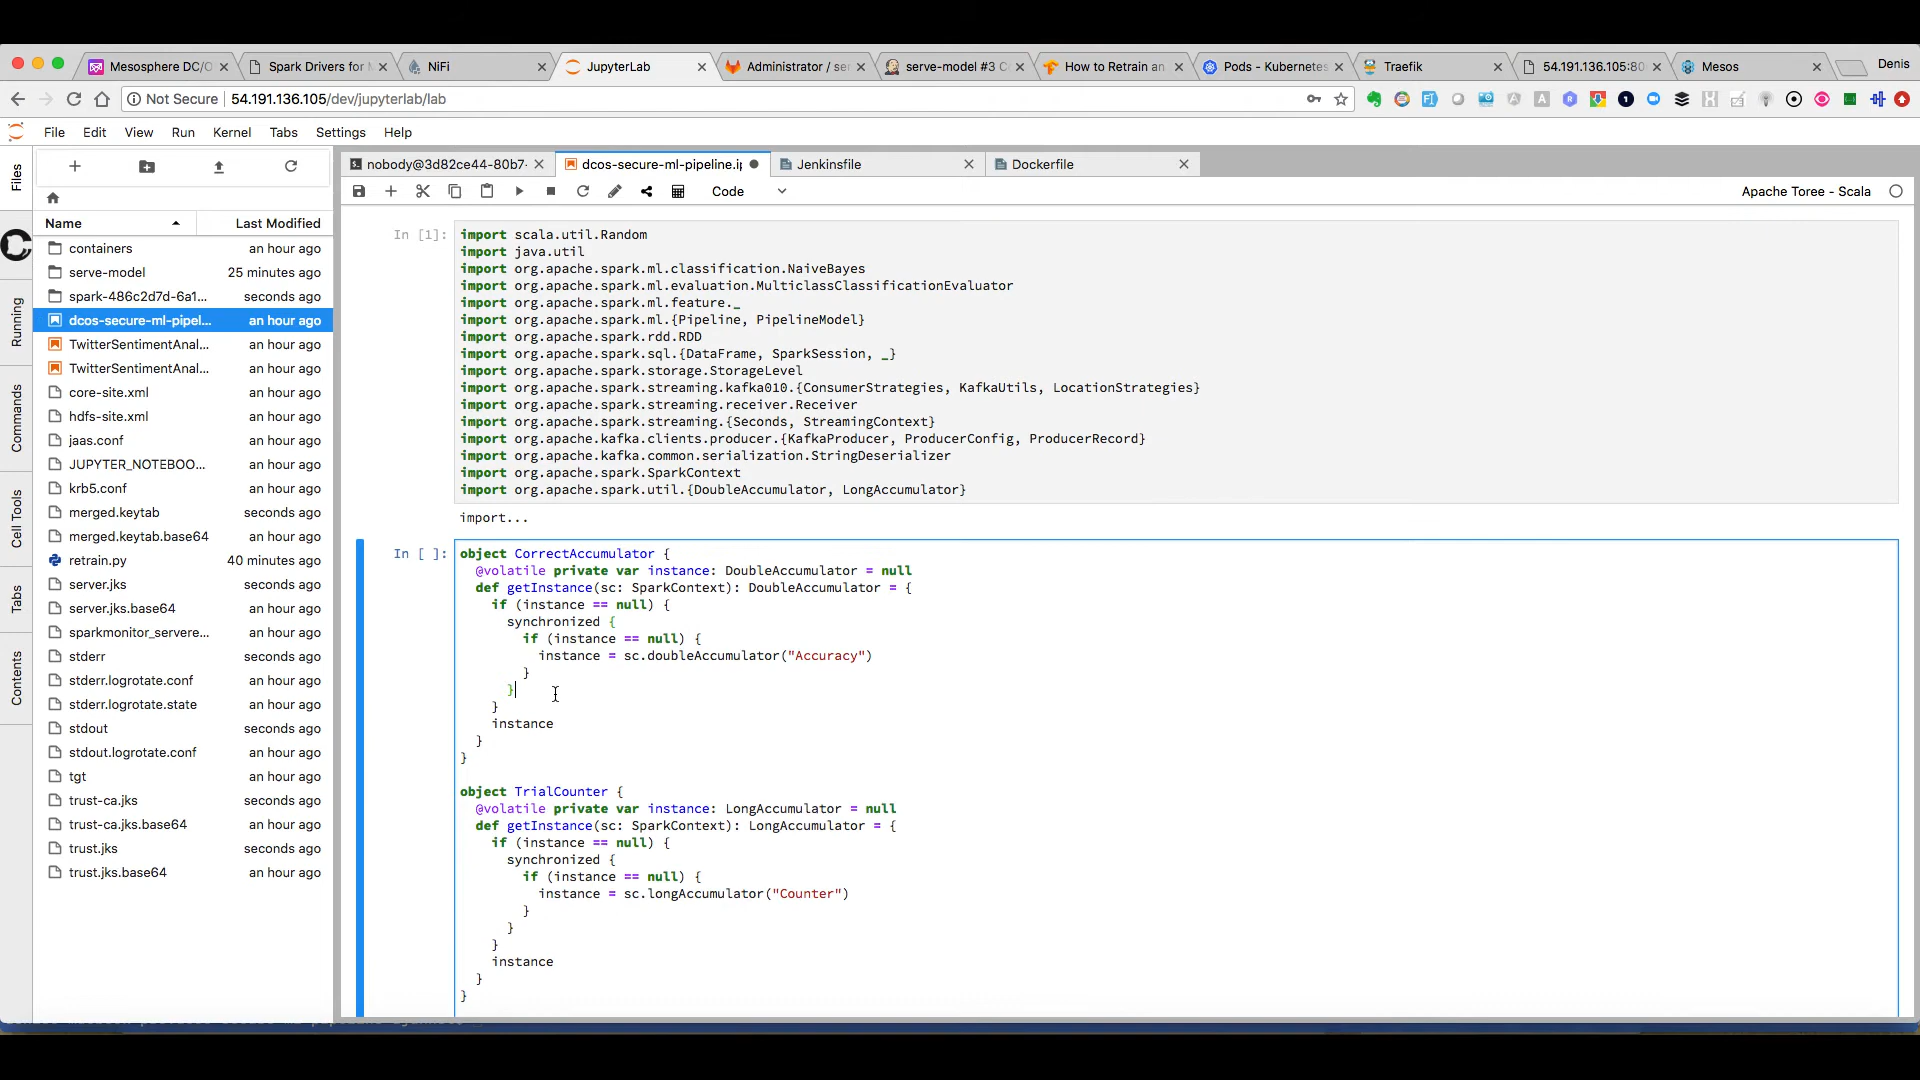 Mesosphere DC/O
Spark Drivers for M
NiFi
JupyterLab
Administrator / ser
serve-model #3 C
How to Retrain an
Pods - Kubernetes
Traefik
54.191.136.105:80
Mesos
Denis
Not Secure 54.191.136.105/dev/jupyterlab/lab
File Edit View Run Kernel Tabs Settings Help
nobody@3d82ce44-80b7-
dcos-secure-ml-pipeline.ip
Jenkinsfile
Dockerfile
Code
Apache Toree - Scala
Files
Running
Commands
Cell Tools
Tabs
Contents
Name Last Modified
containers an hour ago
serve-model 25 minutes ago
spark-486c2d7d-6a1... seconds ago
dcos-secure-ml-pipel... an hour ago
TwitterSentimentAnal... an hour ago
TwitterSentimentAnal... an hour ago
core-site.xml an hour ago
hdfs-site.xml an hour ago
jaas.conf an hour ago
JUPYTER_NOTEBOO... an hour ago
krb5.conf an hour ago
merged.keytab seconds ago
merged.keytab.base64 an hour ago
retrain.py 40 minutes ago
server.jks seconds ago
server.jks.base64 an hour ago
sparkmonitor_servere... an hour ago
stderr seconds ago
stderr.logrotate.conf an hour ago
stderr.logrotate.state an hour ago
stdout seconds ago
stdout.logrotate.conf an hour ago
tgt an hour ago
trust-ca.jks seconds ago
trust-ca.jks.base64 an hour ago
trust.jks seconds ago
trust.jks.base64 an hour ago
In [1]:
import scala.util.Random
import java.util
import org.apache.spark.ml.classification.NaiveBayes
import org.apache.spark.ml.evaluation.MulticlassClassificationEvaluator
import org.apache.spark.ml.feature._
import org.apache.spark.ml.{Pipeline, PipelineModel}
import org.apache.spark.rdd.RDD
import org.apache.spark.sql.{DataFrame, SparkSession, _}
import org.apache.spark.storage.StorageLevel
import org.apache.spark.streaming.kafka010.{ConsumerStrategies, KafkaUtils, LocationStrategies}
import org.apache.spark.streaming.receiver.Receiver
import org.apache.spark.streaming.{Seconds, StreamingContext}
import org.apache.kafka.clients.producer.{KafkaProducer, ProducerConfig, ProducerRecord}
import org.apache.kafka.common.serialization.StringDeserializer
import org.apache.spark.SparkContext
import org.apache.spark.util.{DoubleAccumulator, LongAccumulator}
import...
In [ ]:
object CorrectAccumulator {
  @volatile private var instance: DoubleAccumulator = null
  def getInstance(sc: SparkContext): DoubleAccumulator = {
    if (instance == null) {
      synchronized {
        if (instance == null) {
          instance = sc.doubleAccumulator("Accuracy")
        }
      }
    }
    instance
  }
}
object TrialCounter {
  @volatile private var instance: LongAccumulator = null
  def getInstance(sc: SparkContext): LongAccumulator = {
    if (instance == null) {
      synchronized {
        if (instance == null) {
          instance = sc.longAccumulator("Counter")
        }
      }
    }
    instance
  }
}